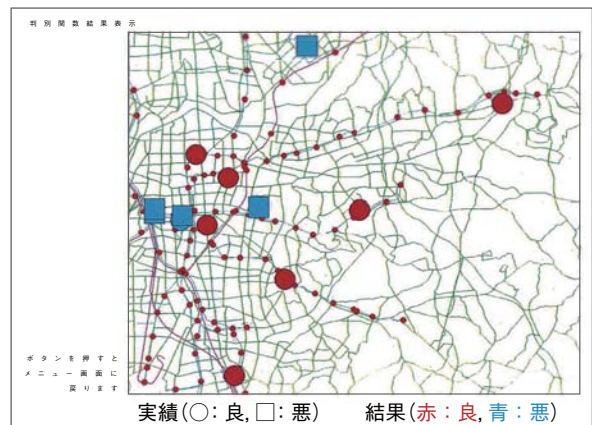 判別関数結果表示
ボタンを押すと
メニュー画面に
戻ります
実績(○：良,□：悪)　結果(赤：良,青：悪)